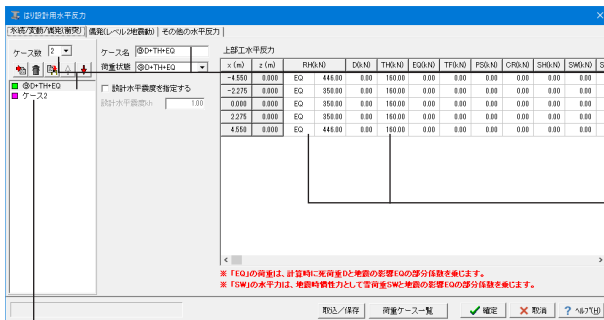 はり設計用水平反力
永続/変動/偶発(衝突) 偶発(レベル2地震動) その他の水平反力
ケース数 2 ケース名 ③D+TH+EQ 上部工水平反力
荷重状態 ③D+TH+EQ
x (m) z (m) RH(kN) D(kN) TH(kN) EQ(kN) TF(kN) PS(kN) CR(kN) SH(kN) SW(kN) S
-4.550 0.000 EQ 446.00 0.00 160.00 0.00 0.00 0.00 0.00 0.00 0.00
③D+TH+EQ □ 設計水平震度を指定する -2.275 0.000 EQ 350.00 0.00 160.00 0.00 0.00 0.00 0.00 0.00 0.00
ケース2 設計水平震度kh 1.00 0.000 0.000 EQ 350.00 0.00 160.00 0.00 0.00 0.00 0.00 0.00 0.00
2.275 0.000 EQ 350.00 0.00 160.00 0.00 0.00 0.00 0.00 0.00 0.00
4.550 0.000 EQ 446.00 0.00 160.00 0.00 0.00 0.00 0.00 0.00 0.00
※「EQ」の荷重は、計算時に死荷重Dと地震の影響EQの部分係数を乗じます。
※「SW」の水平力は、地震時慣性力として雪荷重SWと地震の影響EQの部分係数を乗じます。
取込/保存 荷重ケース一覧 確定 取消 ? ヘルプ(H)